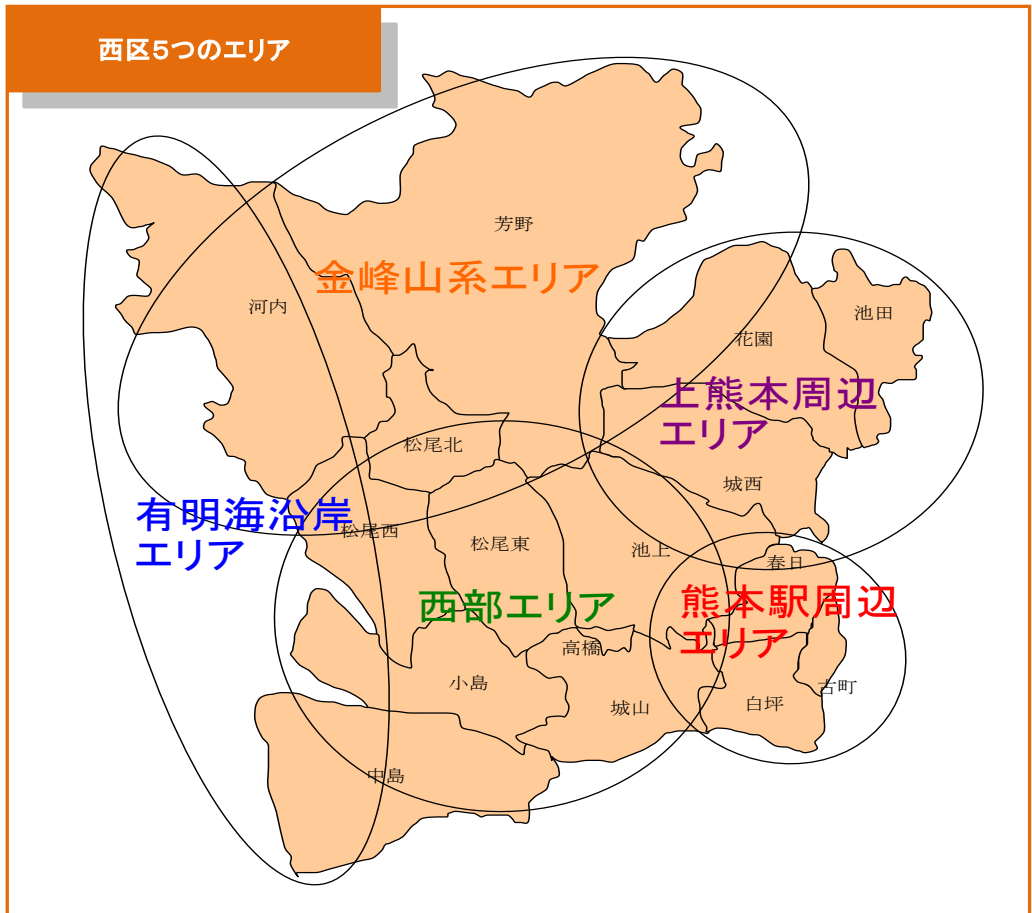 西区5つのエリア
芳野
金峰山系エリア
河内
池田
花園
上熊本周辺
エリア
松尾北
城西
有明海沿岸
エリア
松尾西
松尾東
池上
春日
西部エリア
熊本駅周辺
エリア
高橋
小島
古町
城山
白坪
中島